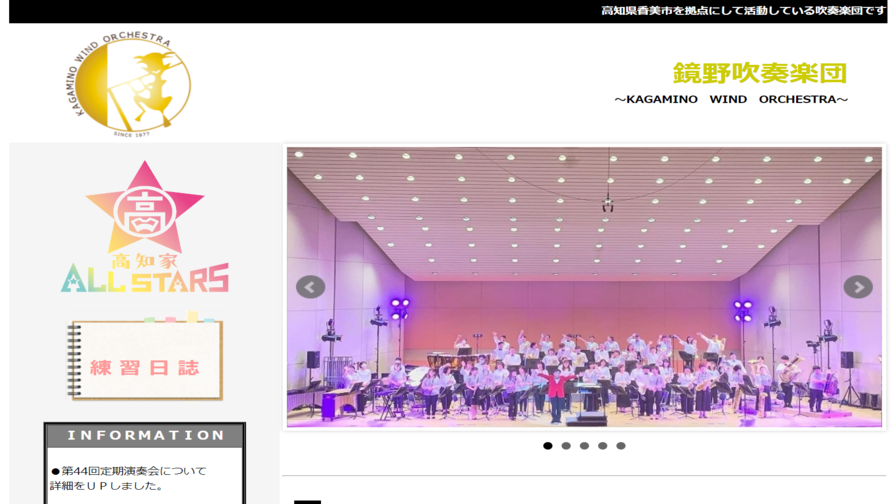 高知県香美市を拠点にして活動している吹奏楽団です
KAGAMINO WIND ORCHESTRA
SINCE 1977
鏡野吹奏楽団
～KAGAMINO　WIND　ORCHESTRA～
高
高知家
ALL STARS
練習日誌
INFORMATION
●第44回定期演奏会について
詳細をＵＰしました。